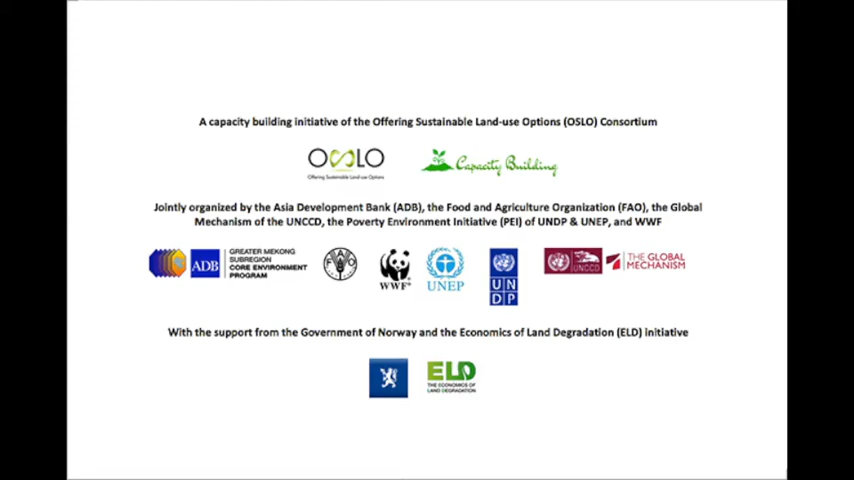 A capacity building initiative of the Offering Sustainable Land-use Options (OSLO) Consortium
OSLO
Offering Sustainable Land-use Options
Capacity Building
Jointly organized by the Asia Development Bank (ADB), the Food and Agriculture Organization (FAO), the Global
Mechanism of the UNCCD, the Poverty Environment Initiative (PEI) of UNDP & UNEP, and WWF
ADB
GREATER MEKONG
SUBREGION
CORE ENVIRONMENT
PROGRAM
FAO
WWF
UNEP
UN
DP
UNCCD
THE GLOBAL
MECHANISM
With the support from the Government of Norway and the Economics of Land Degradation (ELD) initiative
ELD
THE ECONOMICS OF
LAND DEGRADATION